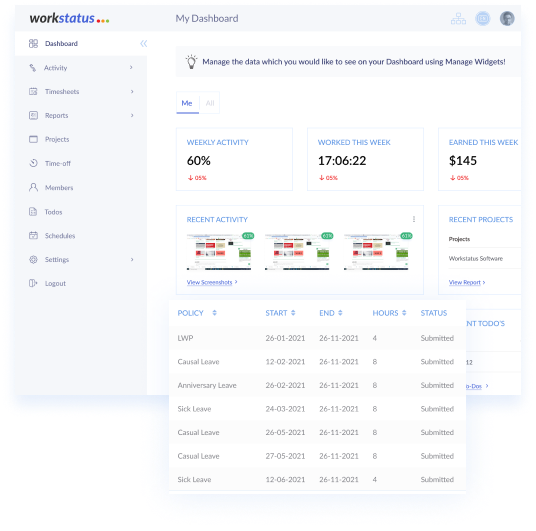 workstatus
My Dashboard
Dashboard
Activity
Timesheets
Reports
Projects
Time-off
Members
Todos
Schedules
Settings
Logout
Manage the data which you would like to see on your Dashboard using Manage Widgets!
Me All
WEEKLY ACTIVITY
60%
05%
WORKED THIS WEEK
17:06:22
05%
EARNED THIS WEEK
$145
05%
RECENT ACTIVITY
61% 61% 61%
View Screenshots >
RECENT PROJECTS
Projects
Workstatus Software
View Report >
NT TODO'S
12
o-Dos >
POLICY START END HOURS STATUS
LWP 26-01-2021 26-11-2021 4 Submitted
Causal Leave 12-02-2021 26-11-2021 8 Submitted
Anniversary Leave 26-02-2021 26-11-2021 8 Submitted
Sick Leave 24-03-2021 26-11-2021 8 Submitted
Casual Leave 26-05-2021 26-11-2021 8 Submitted
Casual Leave 27-05-2021 26-11-2021 8 Submitted
Sick Leave 12-06-2021 26-11-2021 4 Submitted